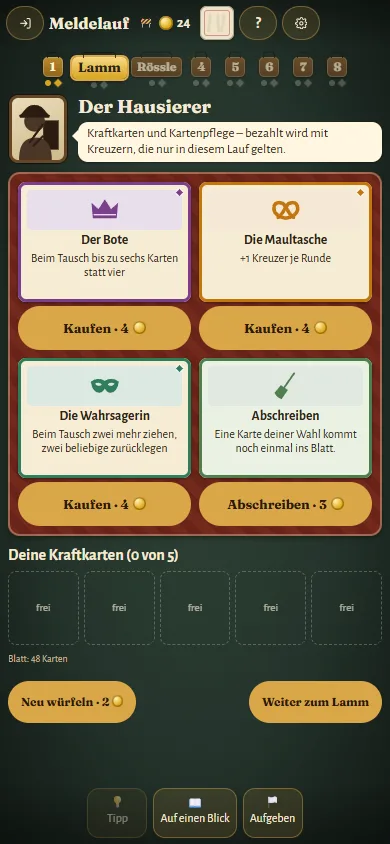 Meldelauf 24 ?
1 Lamm Rössle 4 5 6 7 8
Der Hausierer
Kraftkarten und Kartenpflege – bezahlt wird mit
Kreuzern, die nur in diesem Lauf gelten.
Der Bote
Beim Tausch bis zu sechs Karten
statt vier
Kaufen · 4
Die Maultasche
+1 Kreuzer je Runde
Kaufen · 4
Die Wahrsagerin
Beim Tausch zwei mehr ziehen,
zwei beliebige zurücklegen
Kaufen · 4
Abschreiben
Eine Karte deiner Wahl kommt
noch einmal ins Blatt.
Abschreiben · 3
Deine Kraftkarten (0 von 5)
frei frei frei frei frei
Blatt: 48 Karten
Neu würfeln · 2
Weiter zum Lamm
Tipp
Auf einen Blick
Aufgeben